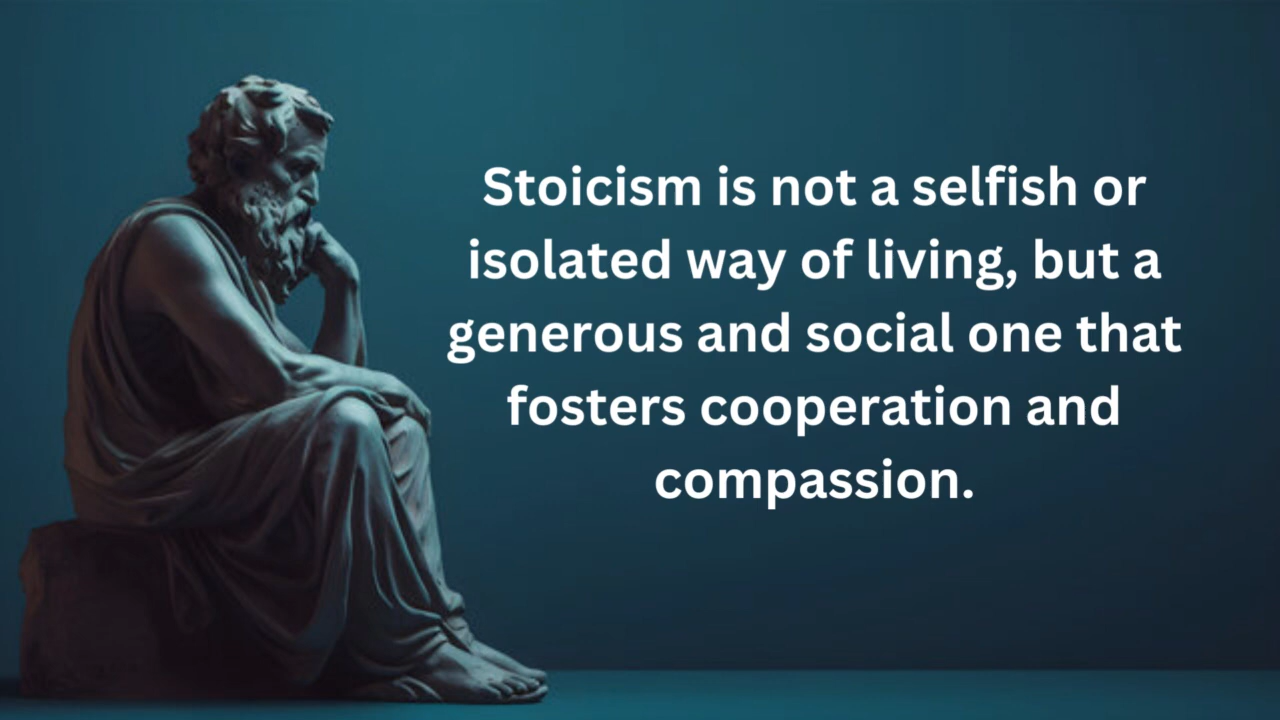 Stoicism is not a selfish or
isolated way of living, but a
generous and social one that
fosters cooperation and
compassion.